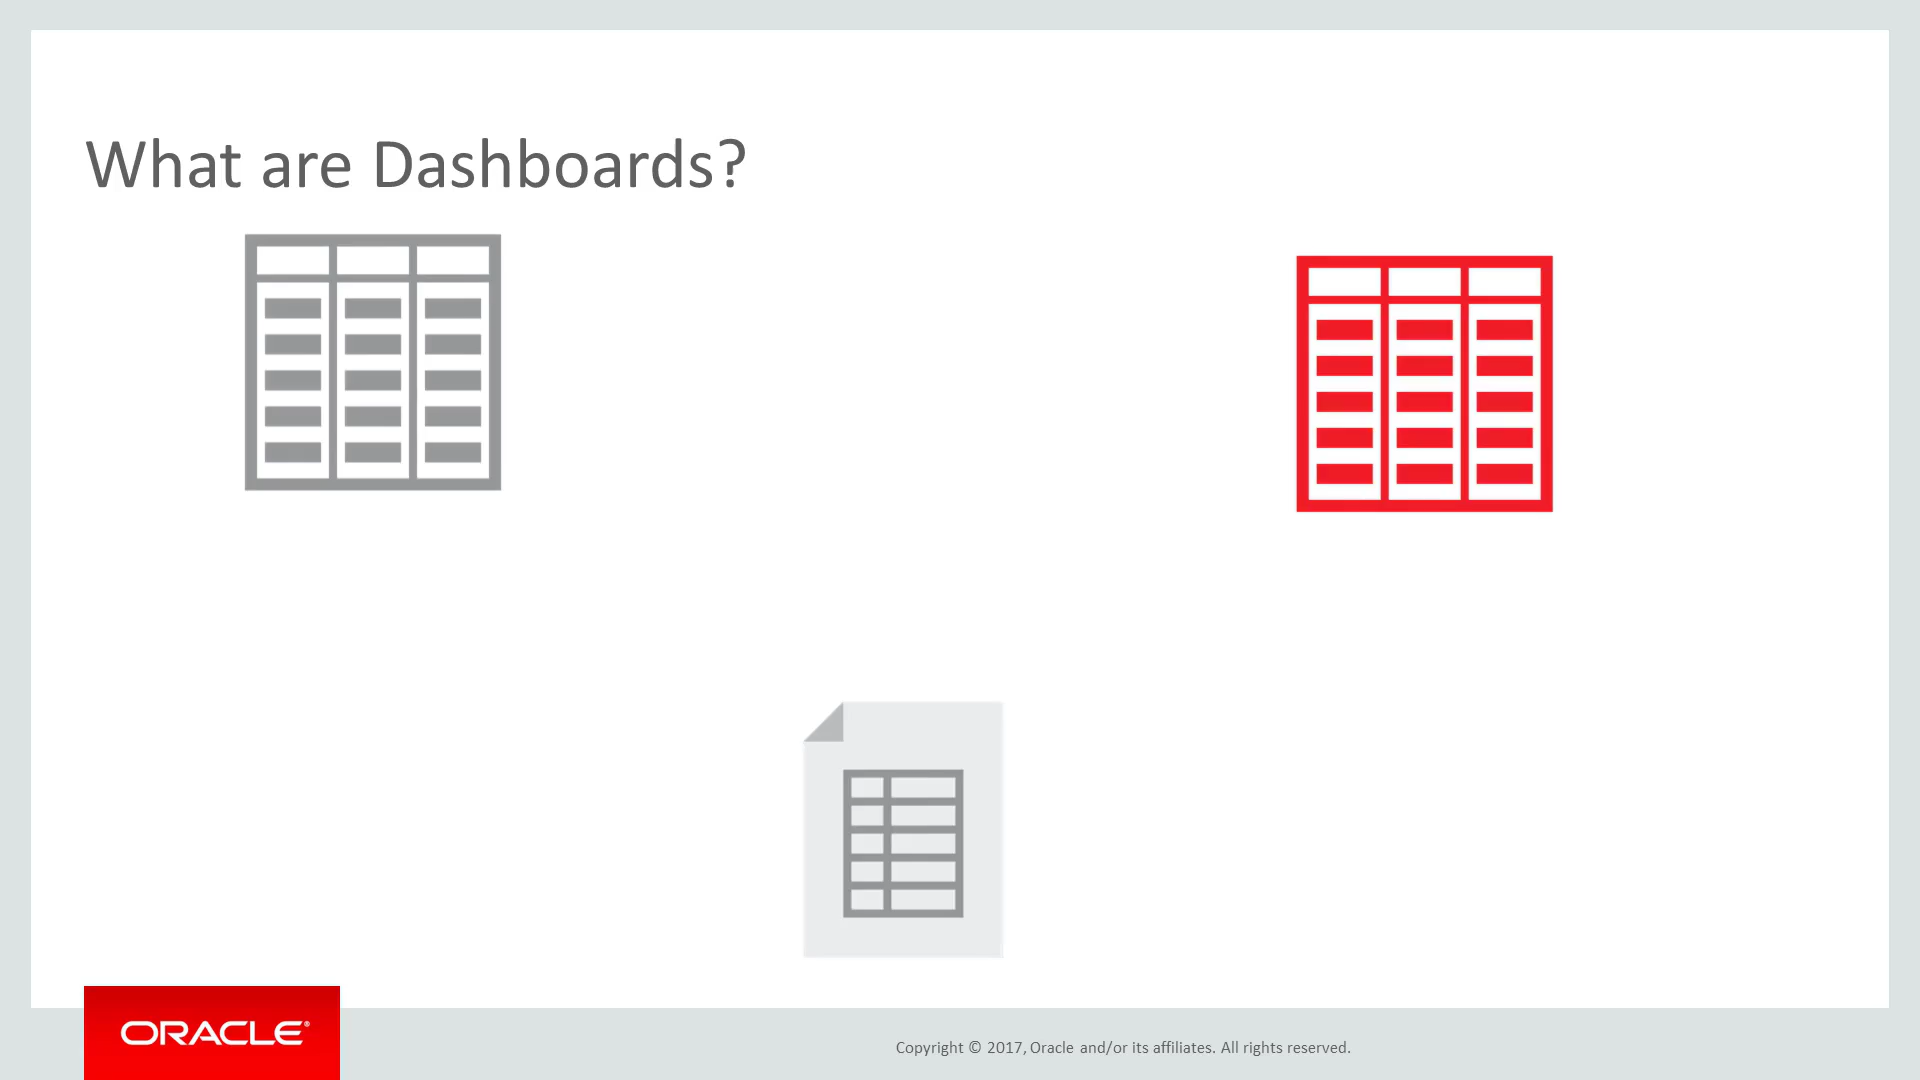 What are Dashboards?
ORACLE®
Copyright © 2017, Oracle and/or its affiliates. All rights reserved.